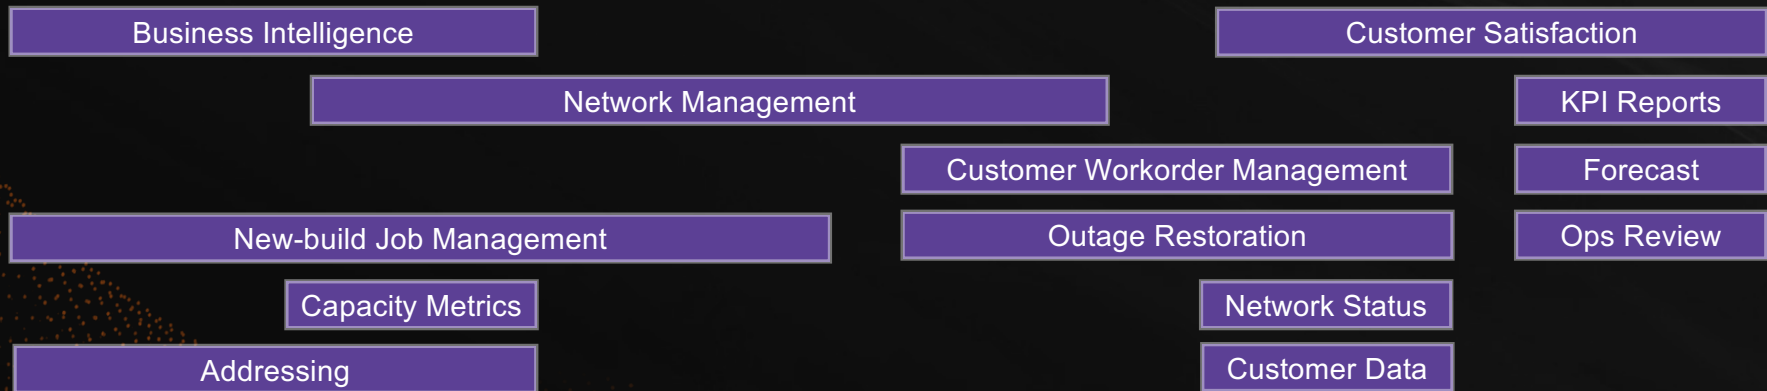 Business Intelligence
Customer Satisfaction
Network Management
KPI Reports
Customer Workorder Management
Forecast
New-build Job Management
Outage Restoration
Ops Review
Capacity Metrics
Network Status
Addressing
Customer Data